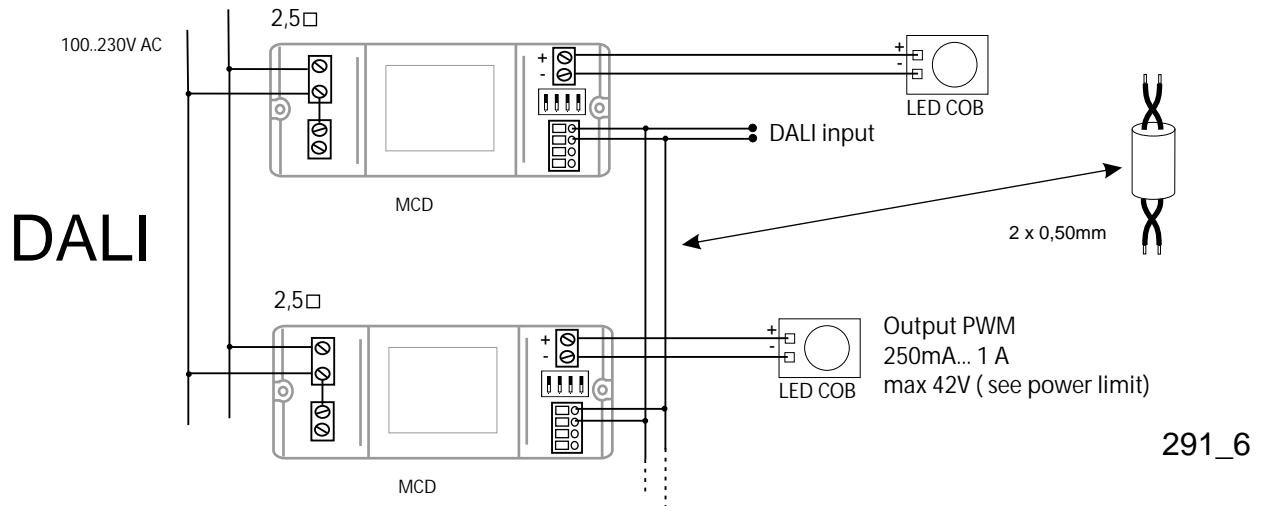 2,5□
100..230V AC
+
-
+
-
LED COB
DALI input
MCD
DALI
2 x 0,50mm
2,5□
+
-
+
-
LED COB
Output PWM
250mA... 1 A
max 42V ( see power limit)
MCD
291_6